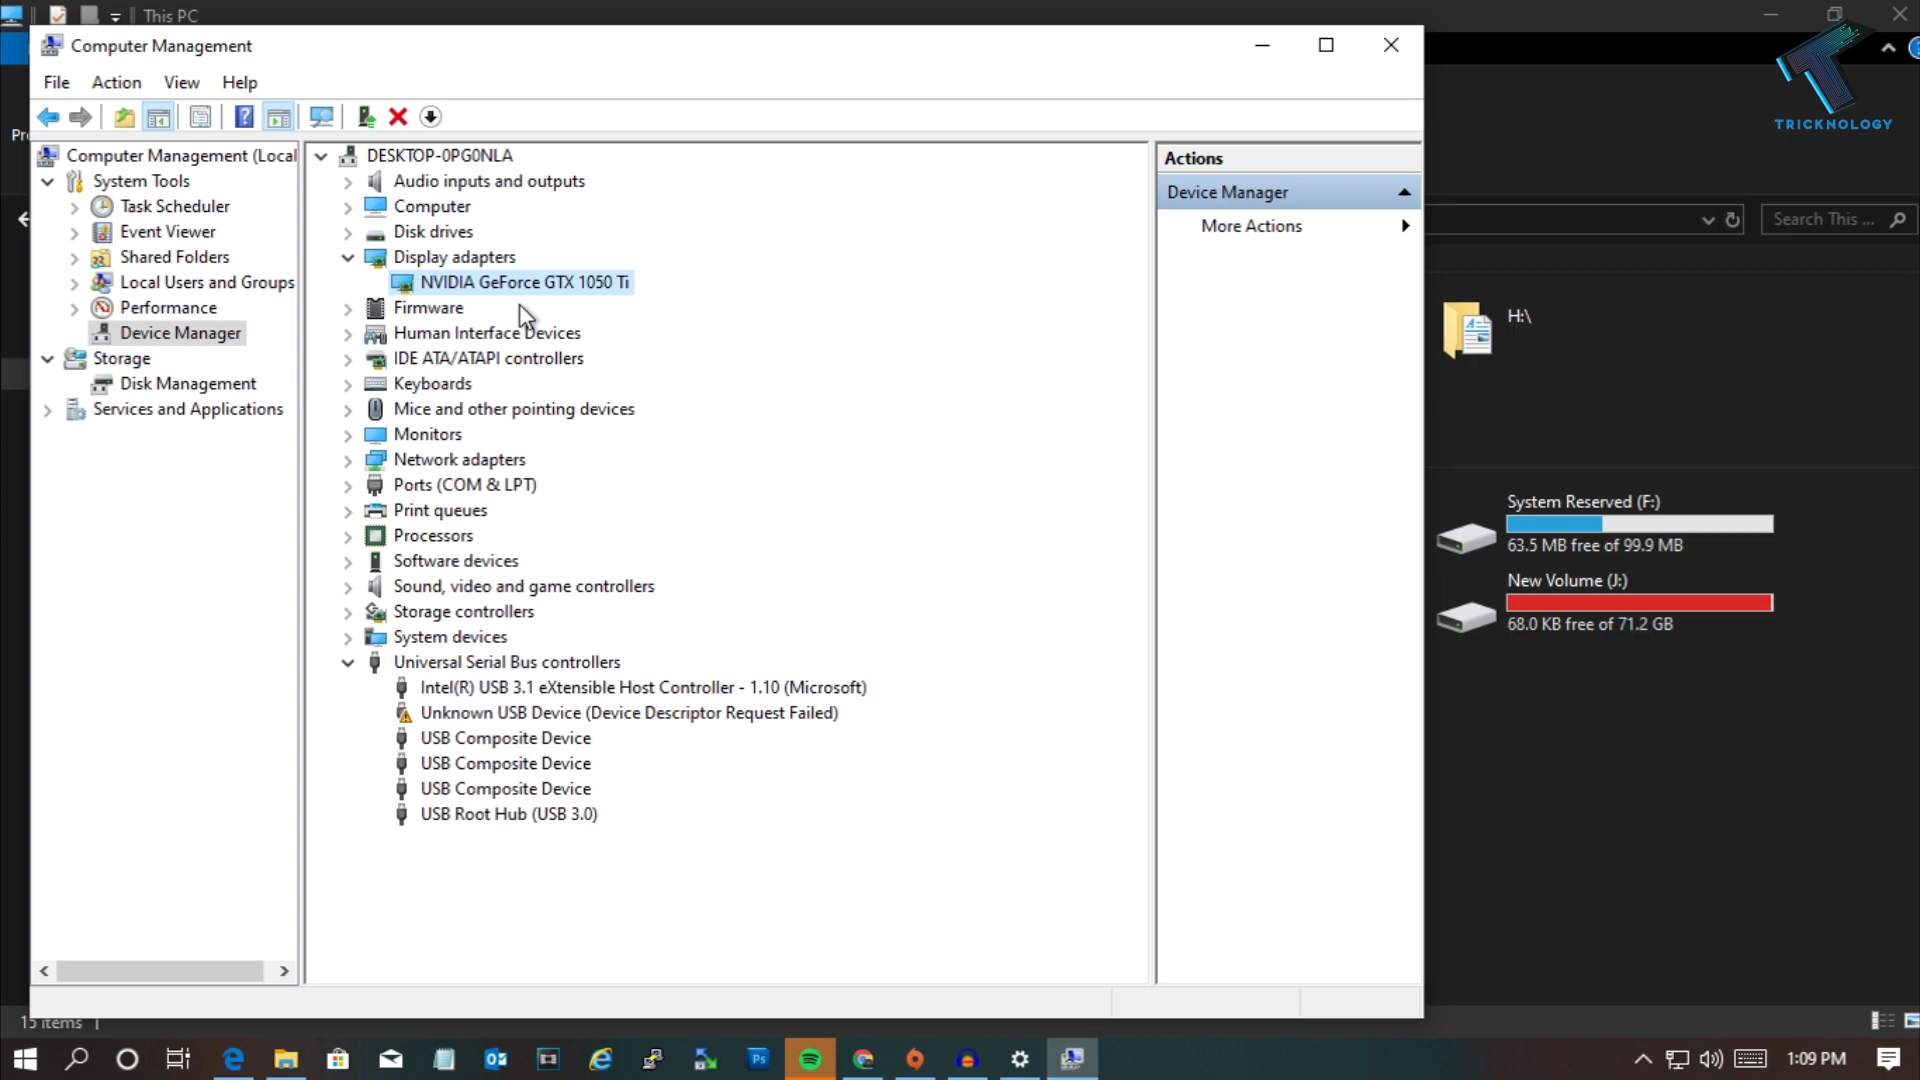 This PC
Computer Management
File Action View Help
TRICKNOLOGY
Computer Management (Local
System Tools
Task Scheduler
Event Viewer
Shared Folders
Local Users and Groups
Performance
Device Manager
Storage
Disk Management
Services and Applications
DESKTOP-0PG0NLA
Audio inputs and outputs
Computer
Disk drives
Display adapters
NVIDIA GeForce GTX 1050 Ti
Firmware
Human Interface Devices
IDE ATA/ATAPI controllers
Keyboards
Mice and other pointing devices
Monitors
Network adapters
Ports (COM & LPT)
Print queues
Processors
Software devices
Sound, video and game controllers
Storage controllers
System devices
Universal Serial Bus controllers
Intel(R) USB 3.1 eXtensible Host Controller - 1.10 (Microsoft)
Unknown USB Device (Device Descriptor Request Failed)
USB Composite Device
USB Composite Device
USB Composite Device
USB Root Hub (USB 3.0)
Actions
Device Manager
More Actions
Search This ...
H:\
System Reserved (F:)
63.5 MB free of 99.9 MB
New Volume (J:)
68.0 KB free of 71.2 GB
15 items
Ps
1:09 PM